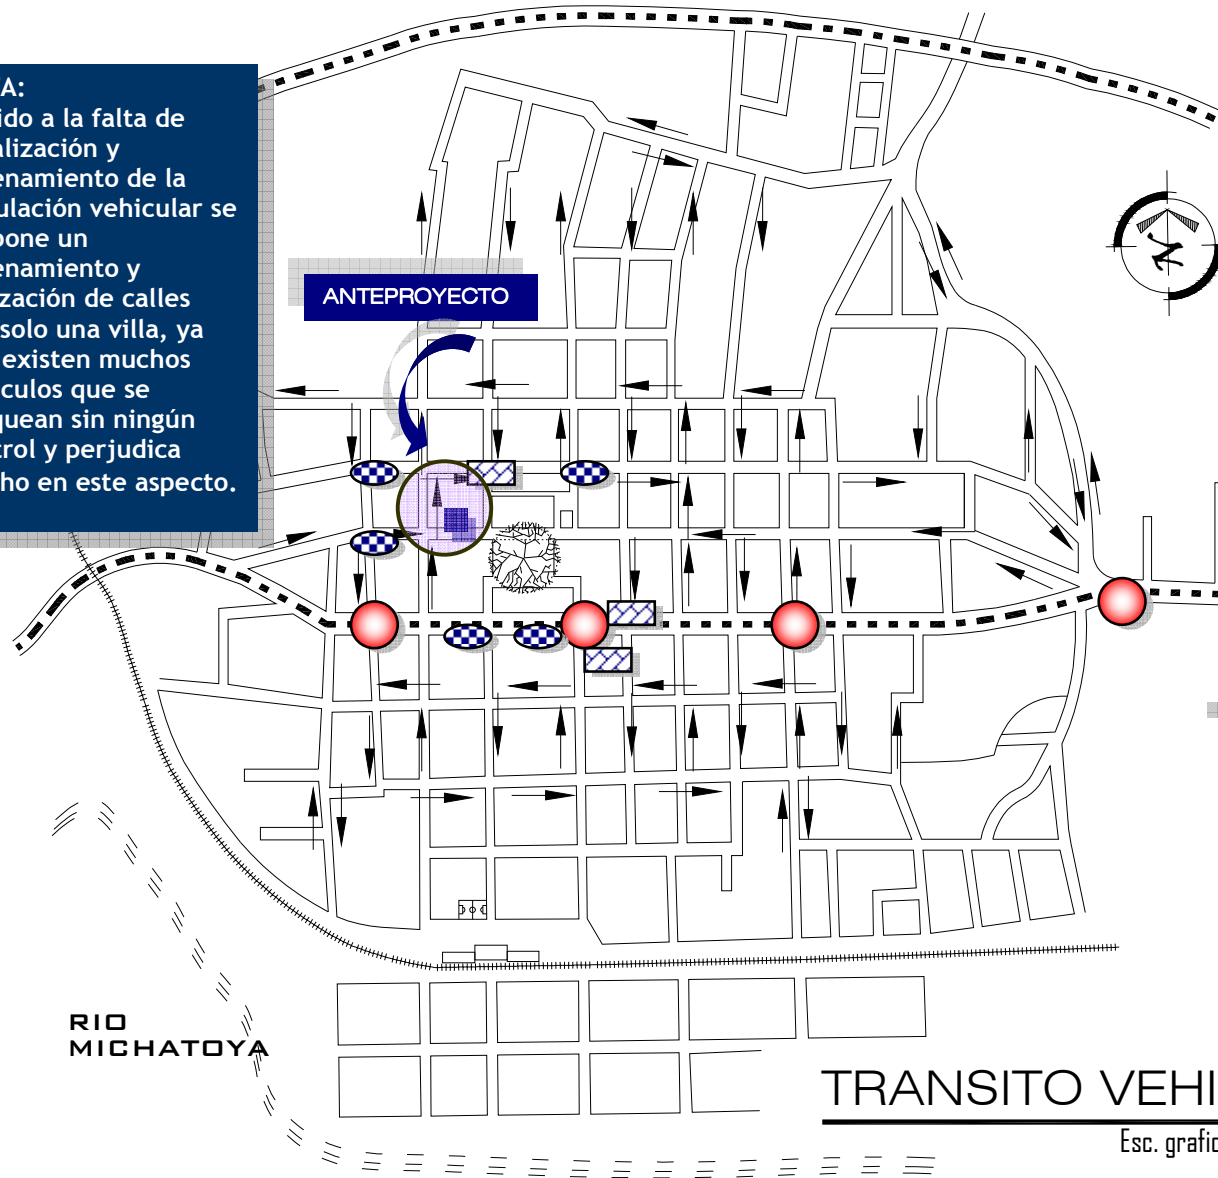 A:
ido a la falta de
alización y
enamiento de la
ulación vehicular se
pone un
enamiento y
ización de calles
solo una villa, ya
existen muchos
culos que se
quean sin ningún
trol y perjudica
ho en este aspecto.
ANTEPROYECTO
N
RIO
MICHATOYA
TRANSITO VEHI
Esc. grafic